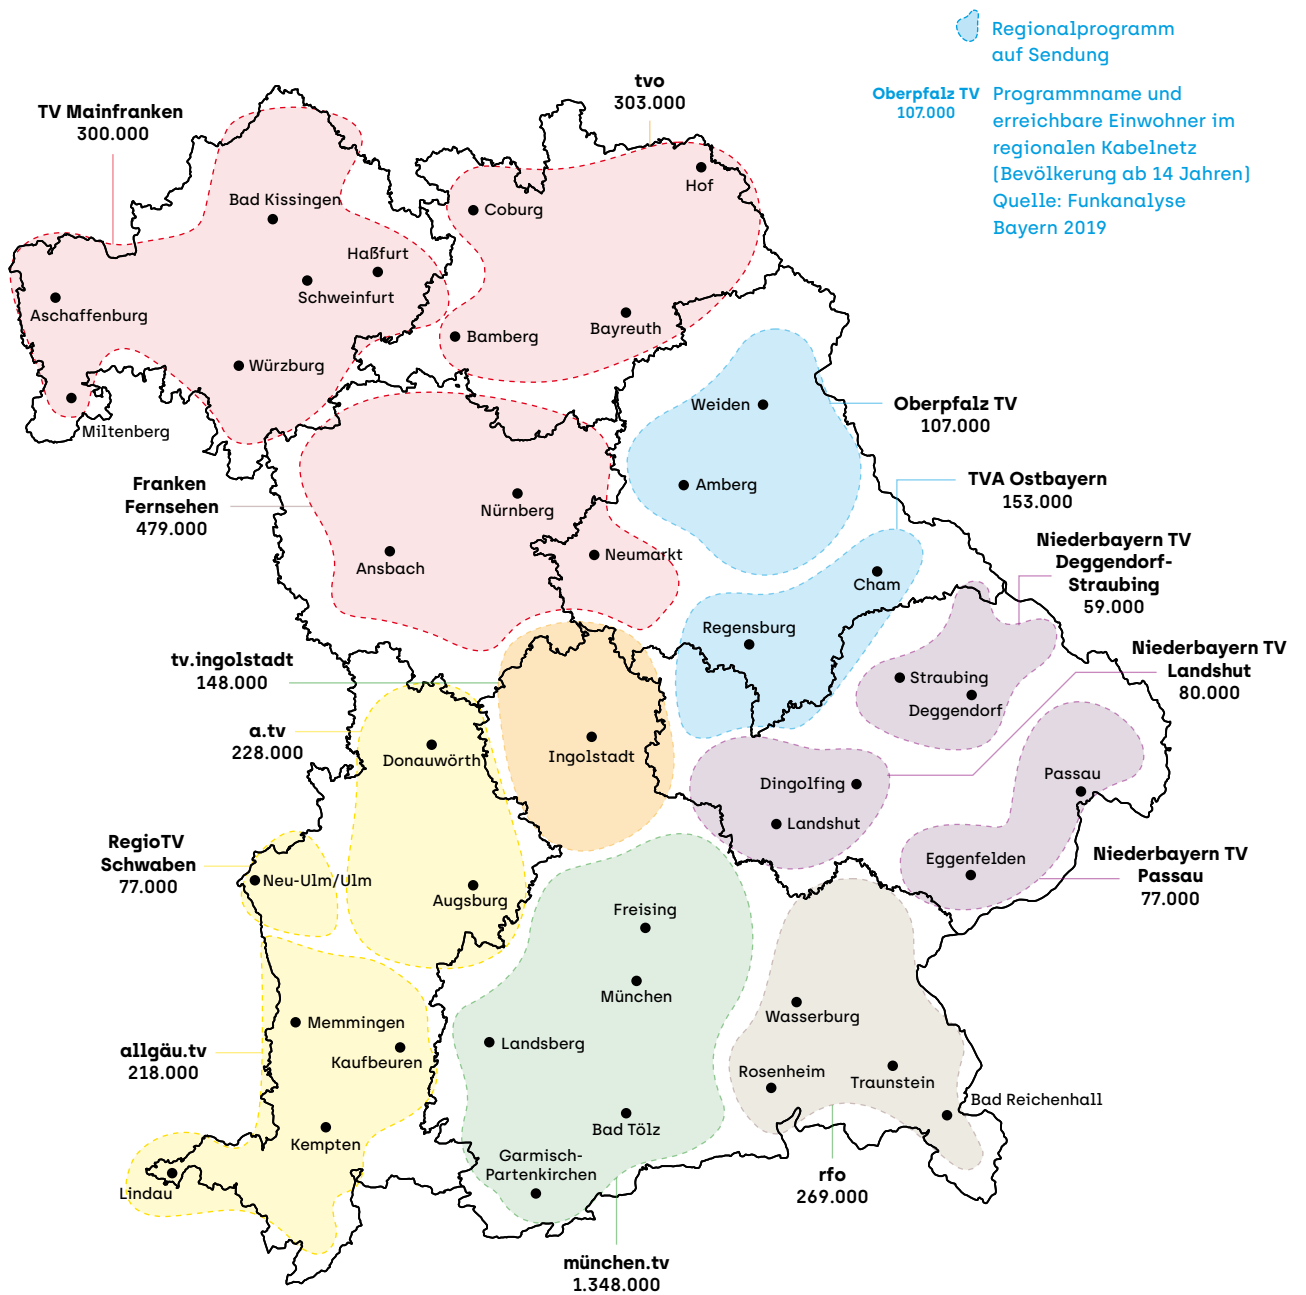 Regionalprogramm
auf Sendung
Oberpfalz TV
107.000
Programmname und
erreichbare Einwohner im
regionalen Kabelnetz
(Bevölkerung ab 14 Jahren)
Quelle: Funkanalyse
Bayern 2019
tvo
303.000
TV Mainfranken
300.000
Hof
Bad Kissingen
Coburg
Haßfurt
Schweinfurt
Aschaffenburg
Bayreuth
Bamberg
Würzburg
Miltenberg
Weiden
Oberpfalz TV
107.000
Franken
Fernsehen
479.000
Amberg
TVA Ostbayern
153.000
Nürnberg
Neumarkt
Ansbach
Cham
Niederbayern TV
Deggendorf-
Straubing
59.000
Regensburg
tv.ingolstadt
148.000
Niederbayern TV
Landshut
80.000
Straubing
Deggendorf
a.tv
228.000
Donauwörth
Ingolstadt
Dingolfing
Passau
Landshut
RegioTV
Schwaben
77.000
Neu-Ulm/Ulm
Augsburg
Eggenfelden
Niederbayern TV
Passau
77.000
Freising
München
Wasserburg
Memmingen
Landsberg
Kaufbeuren
allgäu.tv
218.000
Rosenheim
Traunstein
Bad Reichenhall
Bad Tölz
Kempten
Garmisch-
Partenkirchen
Lindau
rfo
269.000
münchen.tv
1.348.000